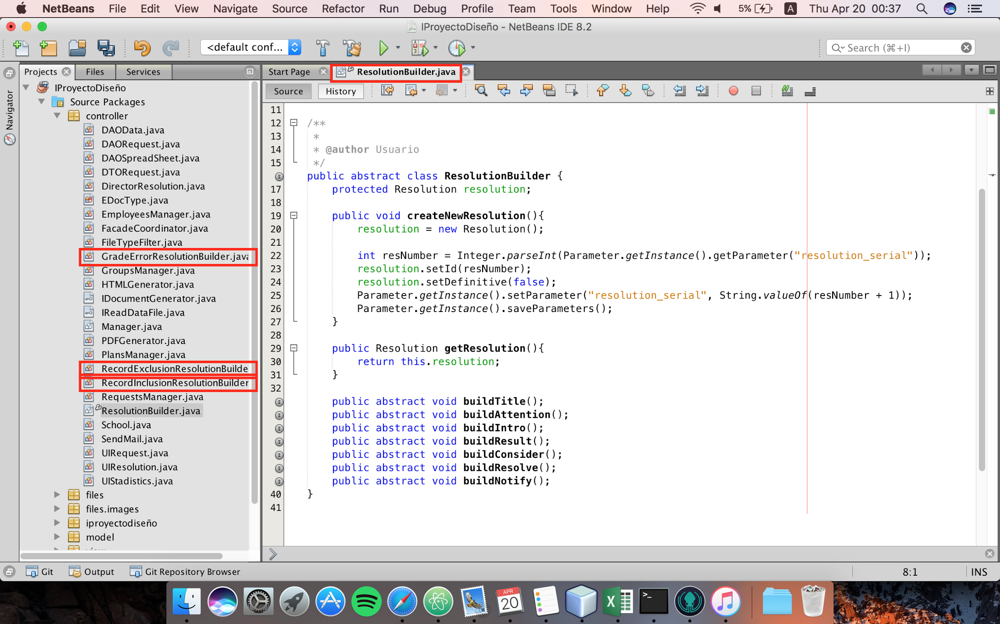 NetBeans File Edit View Navigate Source Refactor Run Debug Profile Team Tools Window Help 5% A Thu Apr 20 00:37
IProyectoDiseño - NetBeans IDE 8.2
<default conf... Search (⌘+I)
Projects Files Services
Start Page ResolutionBuilder.java
Navigator
Source History
IProyectoDiseño
Source Packages
controller
DAOData.java
DAORequest.java
DAOSpreadSheet.java
DTORequest.java
DirectorResolution.java
EDocType.java
EmployeesManager.java
FacadeCoordinator.java
FileTypeFilter.java
GradeErrorResolutionBuilder.java
GroupsManager.java
HTMLGenerator.java
IDocumentGenerator.java
IReadDataFile.java
Manager.java
PDFGenerator.java
PlansManager.java
RecordExclusionResolutionBuilde
RecordInclusionResolutionBuilder
RequestsManager.java
ResolutionBuilder.java
School.java
SendMail.java
UIRequest.java
UIResolution.java
UIStadistics.java
files
files.images
iproyectodiseño
model
11
12 /**
13 *
14 * @author Usuario
15 */
public abstract class ResolutionBuilder {
17 protected Resolution resolution;
18
19 public void createNewResolution(){
20 resolution = new Resolution();
21
22 int resNumber = Integer.parseInt(Parameter.getInstance().getParameter("resolution_serial"));
23 resolution.setId(resNumber);
24 resolution.setDefinitive(false);
25 Parameter.getInstance().setParameter("resolution_serial", String.valueOf(resNumber + 1));
26 Parameter.getInstance().saveParameters();
27 }
28
29 public Resolution getResolution(){
30 return this.resolution;
31 }
32
public abstract void buildTitle();
public abstract void buildAttention();
public abstract void buildIntro();
public abstract void buildResult();
public abstract void buildConsider();
public abstract void buildResolve();
public abstract void buildNotify();
40 }
41
Git Output Git Repository Browser 8:1 INS
APR
20